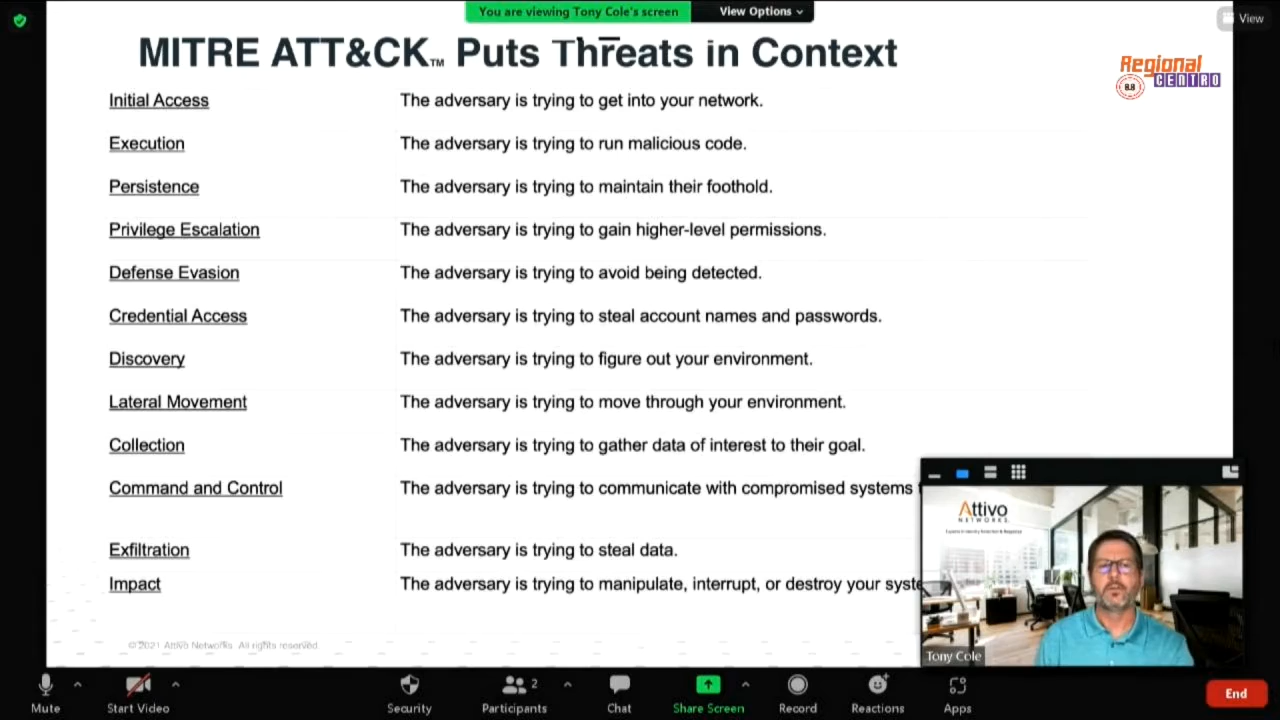 You are viewing Tony Cole's screen
View Options
View
MITRE ATT&CK™ Puts Threats in Context
Regional
8.8 CENTRO
Initial Access The adversary is trying to get into your network.
Execution The adversary is trying to run malicious code.
Persistence The adversary is trying to maintain their foothold.
Privilege Escalation The adversary is trying to gain higher-level permissions.
Defense Evasion The adversary is trying to avoid being detected.
Credential Access The adversary is trying to steal account names and passwords.
Discovery The adversary is trying to figure out your environment.
Lateral Movement The adversary is trying to move through your environment.
Collection The adversary is trying to gather data of interest to their goal.
Command and Control The adversary is trying to communicate with compromised systems
Exfiltration The adversary is trying to steal data.
Impact The adversary is trying to manipulate, interrupt, or destroy your syste
© 2021 Attivo Networks. All rights reserved.
Attivo
NETWORKS
Tony Cole
Mute
Start Video
Security
2
Participants
Chat
Share Screen
Record
Reactions
Apps
End